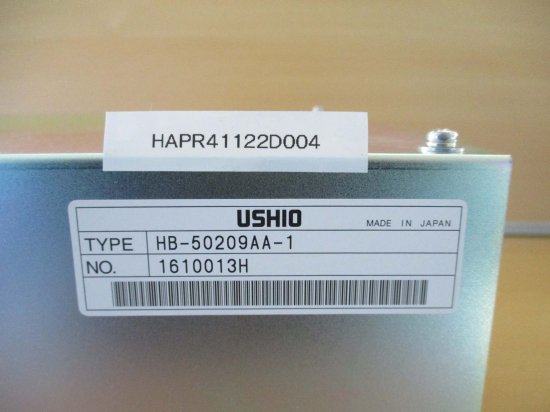 HAPR41122D004
USHIO MADE IN JAPAN
TYPE HB-50209AA-1
NO. 1610013H